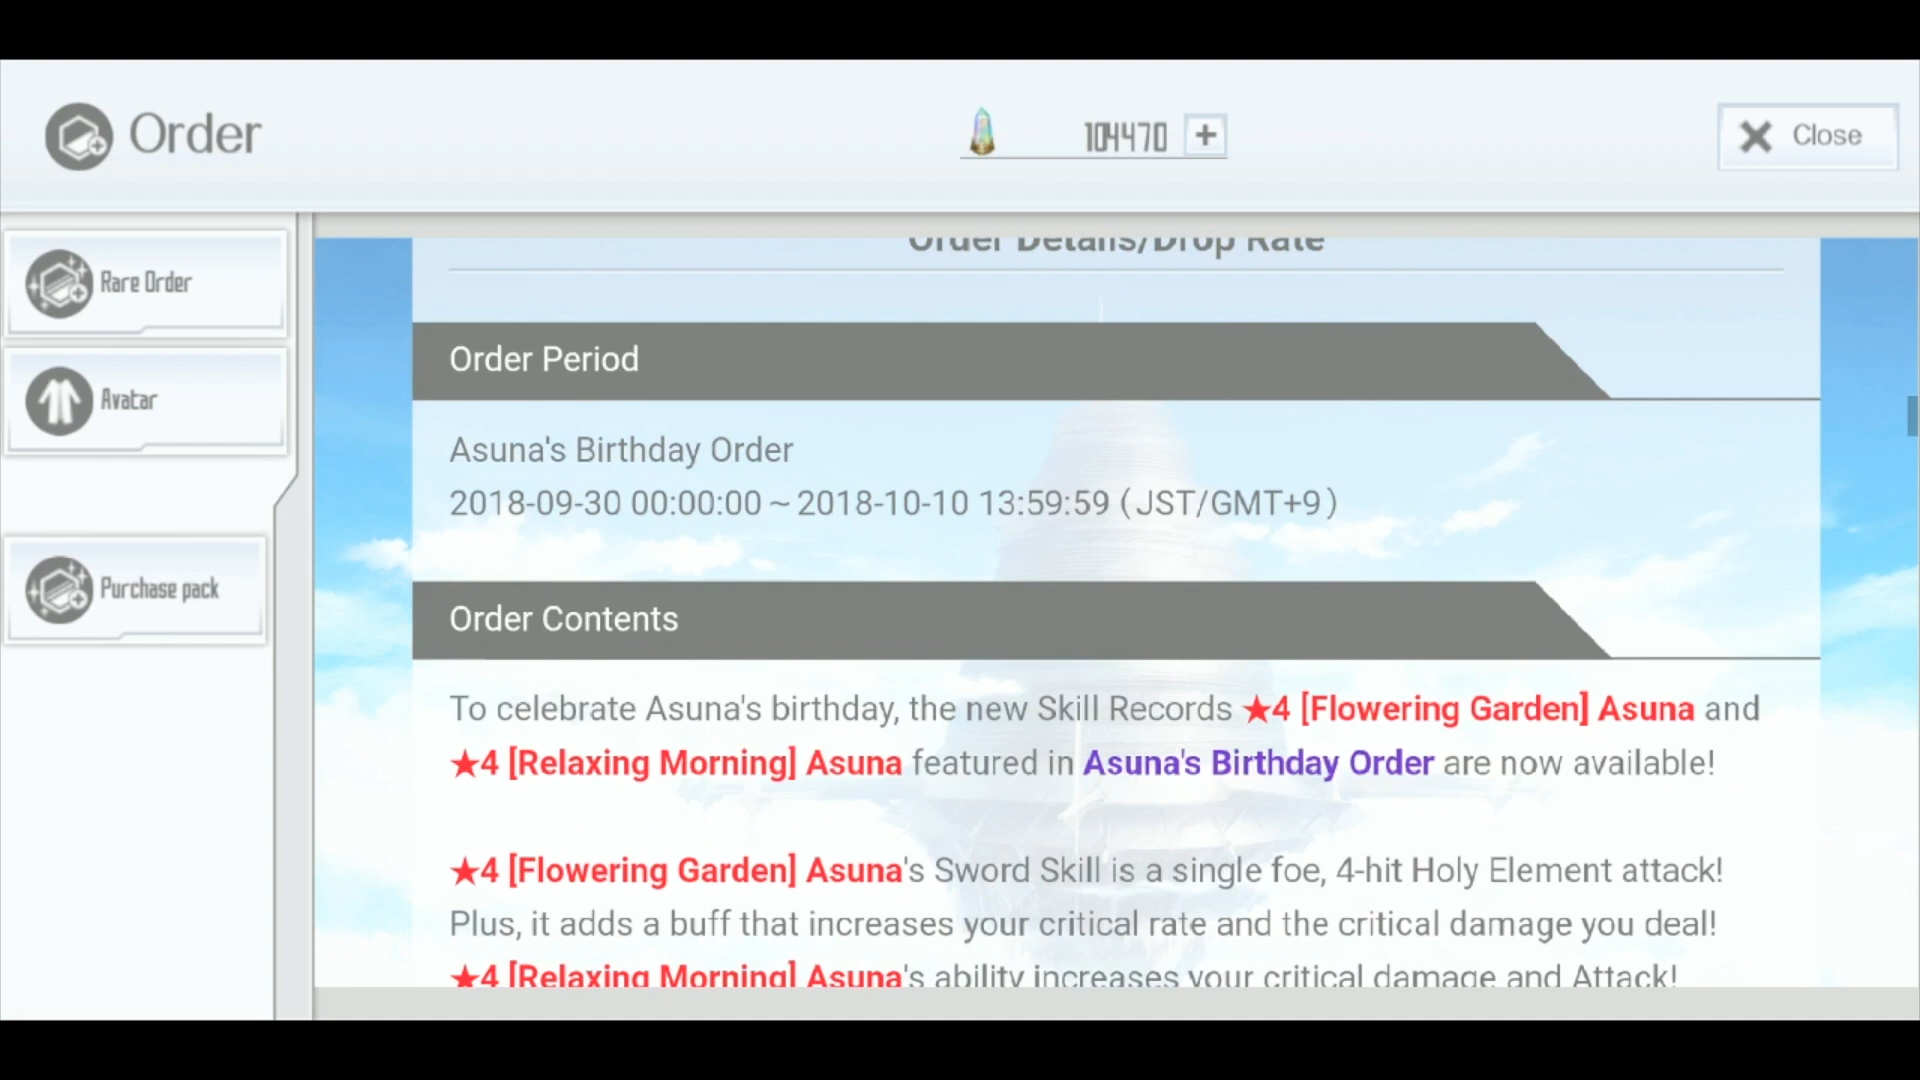 Order
104470
Close
Rare Order
Avatar
Purchase pack
Order Details/Drop Rate
Order Period
Asuna's Birthday Order
2018-09-30 00:00:00 ~ 2018-10-10 13:59:59 (JST/GMT+9)
Order Contents
To celebrate Asuna's birthday, the new Skill Records ★4 [Flowering Garden] Asuna and
★4 [Relaxing Morning] Asuna featured in Asuna's Birthday Order are now available!
★4 [Flowering Garden] Asuna's Sword Skill is a single foe, 4-hit Holy Element attack!
Plus, it adds a buff that increases your critical rate and the critical damage you deal!
★4 [Relaxing Morning] Asuna's ability increases your critical damage and Attack!